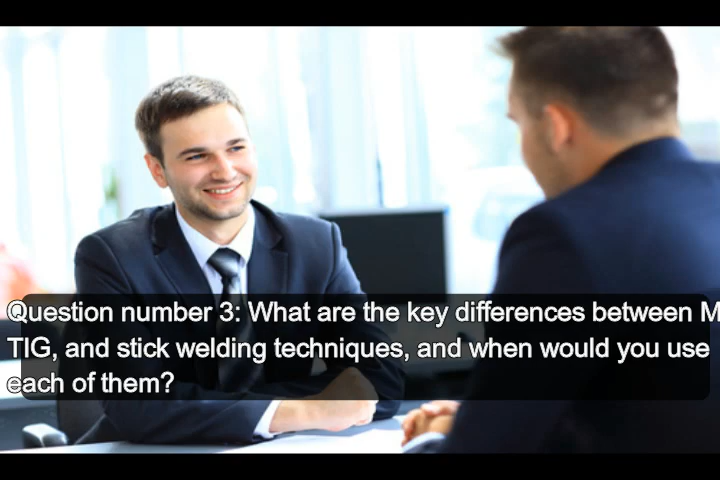 Question number 3: What are the key differences between M
TIG, and stick welding techniques, and when would you use
each of them?